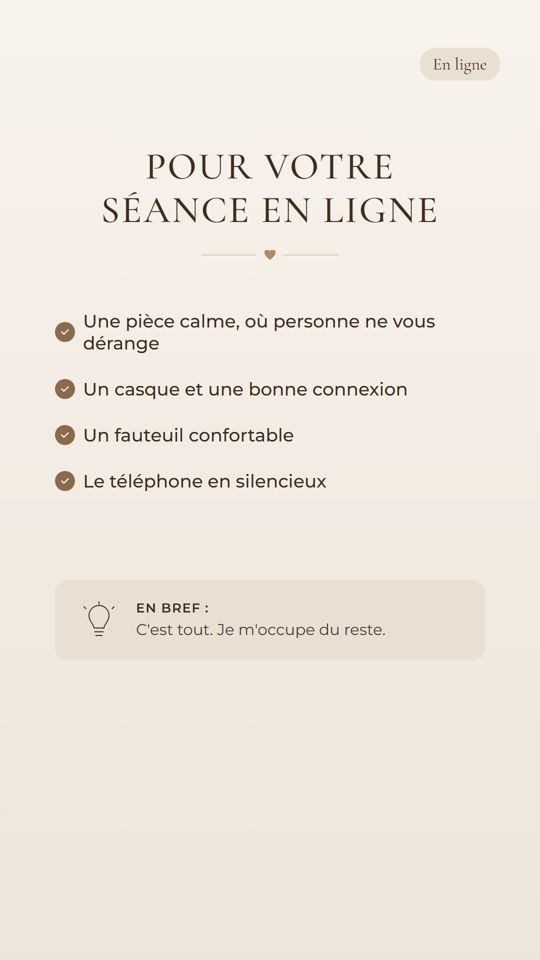 En ligne
POUR VOTRE
SÉANCE EN LIGNE
Une pièce calme, où personne ne vous
dérange
Un casque et une bonne connexion
Un fauteuil confortable
Le téléphone en silencieux
EN BREF :
C'est tout. Je m'occupe du reste.